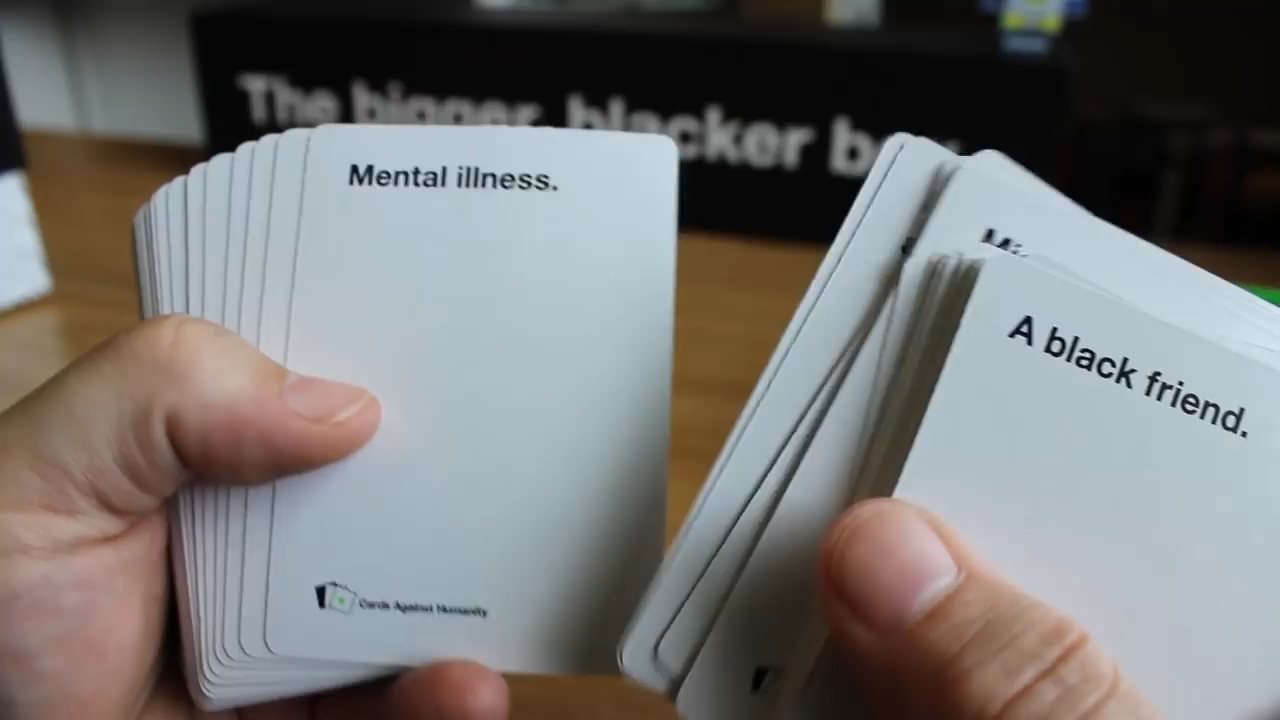 The bigger, blacker box
Mental illness.
A black friend.
Cards Against Humanity